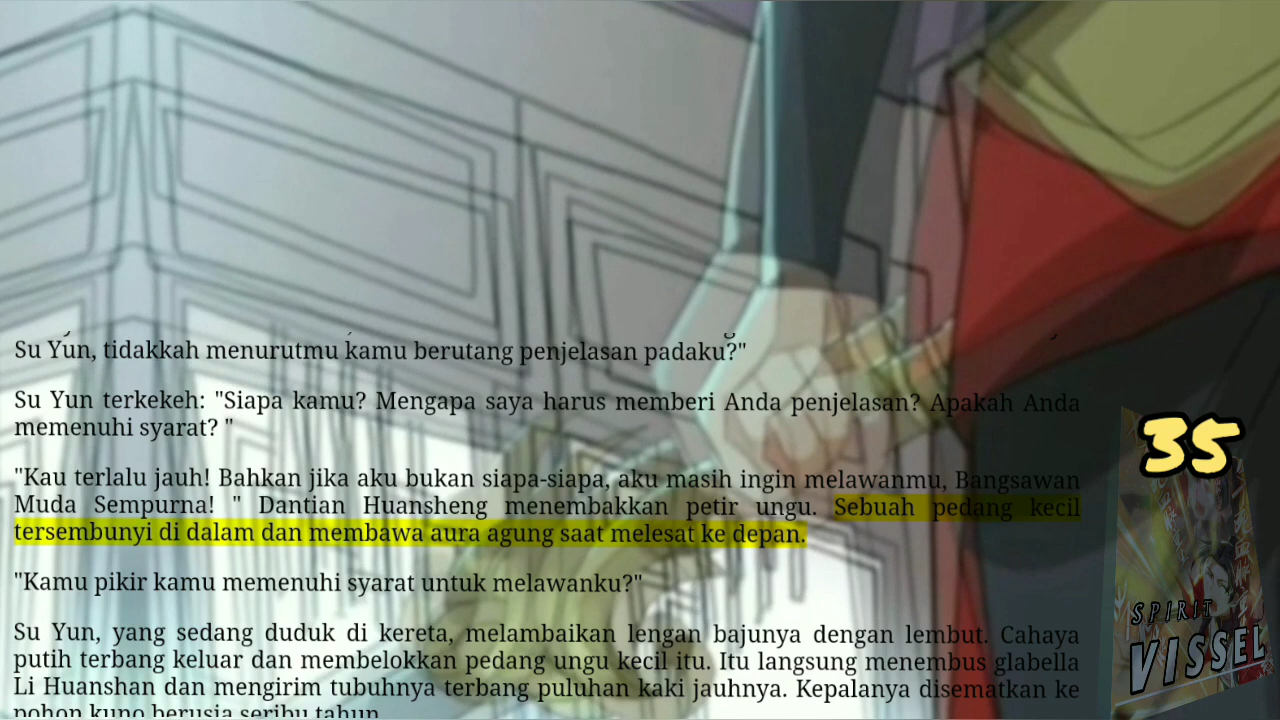 Su Yun, tidakkah menurutmu kamu berutang penjelasan padaku?"
Su Yun terkekeh: "Siapa kamu? Mengapa saya harus memberi Anda penjelasan? Apakah Anda
memenuhi syarat? "
"Kau terlalu jauh! Bahkan jika aku bukan siapa-siapa, aku masih ingin melawanmu, Bangsawan
Muda Sempurna! " Dantian Huansheng menembakkan petir ungu. Sebuah pedang kecil
tersembunyi di dalam dan membawa aura agung saat melesat ke depan.
"Kamu pikir kamu memenuhi syarat untuk melawanku?"
Su Yun, yang sedang duduk di kereta, melambaikan lengan bajunya dengan lembut. Cahaya
putih terbang keluar dan membelokkan pedang ungu kecil itu. Itu langsung menembus glabella
Li Huanshan dan mengirim tubuhnya terbang puluhan kaki jauhnya. Kepalanya disematkan ke
pohon kuno berusia seribu tahun.
35
SPIRIT
VISSEL